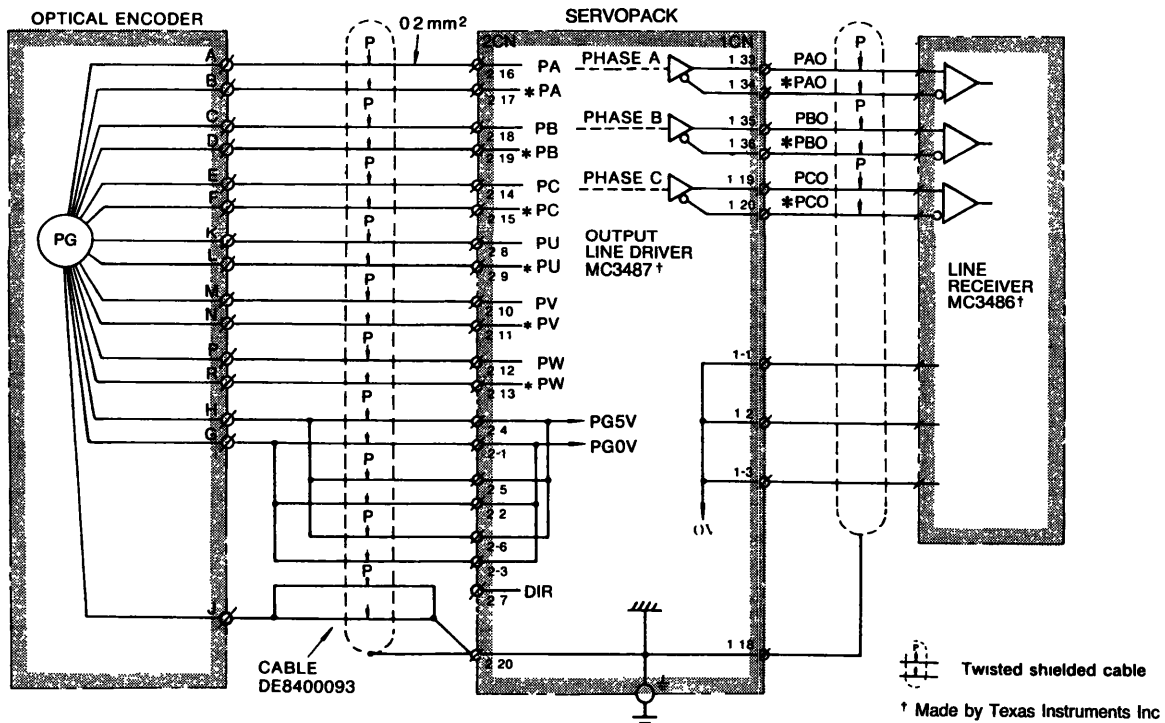 OPTICAL ENCODER
0 2 mm²
SERVOPACK
2CN
1CN
P
P
A
2 16
PA
PHASE A
1 33
PAO
B
2 17
*PA
1 34
*PAO
P
P
C
2 18
PB
PHASE B
1 35
PBO
D
2 19
*PB
1 36
*PBO
P
P
E
2 14
PC
PHASE C
1 19
PCO
F
2 15
*PC
1 20
*PCO
P
PG
K
2 8
PU
L
2 9
*PU
OUTPUT
LINE DRIVER
MC3487†
LINE
RECEIVER
MC3486†
P
M
2 10
PV
N
2 11
*PV
P
P
2 12
PW
R
2 13
*PW
1-1
P
H
2 4
PG5V
G
2-1
PG0V
1 2
P
2 5
2 2
1-3
P
2-6
2-3
0V
P
2 7
DIR
J
CABLE
DE8400093
2 20
1 18
P
Twisted shielded cable
† Made by Texas Instruments Inc